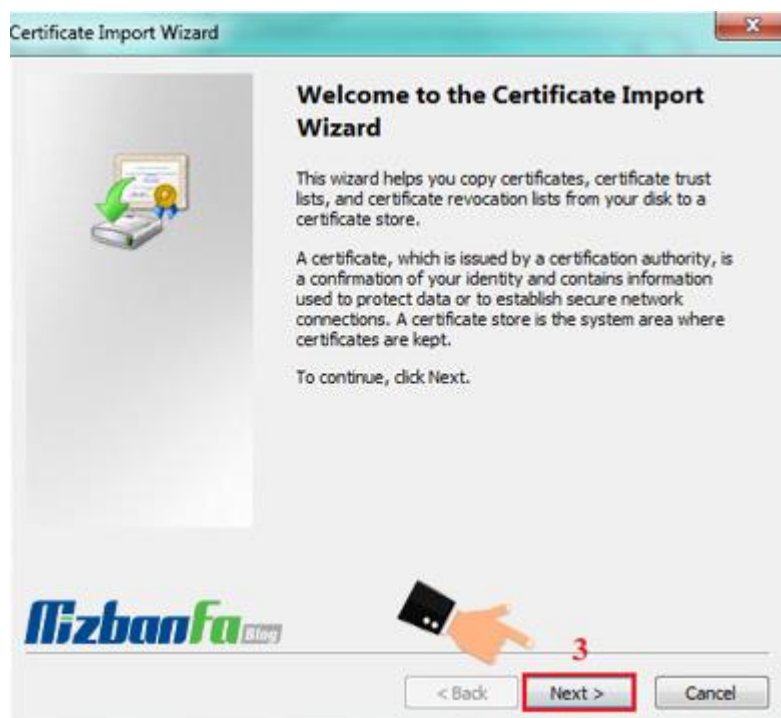 Certificate Import Wizard
Welcome to the Certificate Import
Wizard
This wizard helps you copy certificates, certificate trust
lists, and certificate revocation lists from your disk to a
certificate store.
A certificate, which is issued by a certification authority, is
a confirmation of your identity and contains information
used to protect data or to establish secure network
connections. A certificate store is the system area where
certificates are kept.
To continue, click Next.
Mizbanfa Blog
3
< Back Next > Cancel